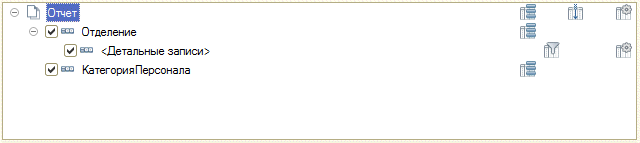 Отчет
Отделение
<Детальные записи>
КатегорияПерсонала